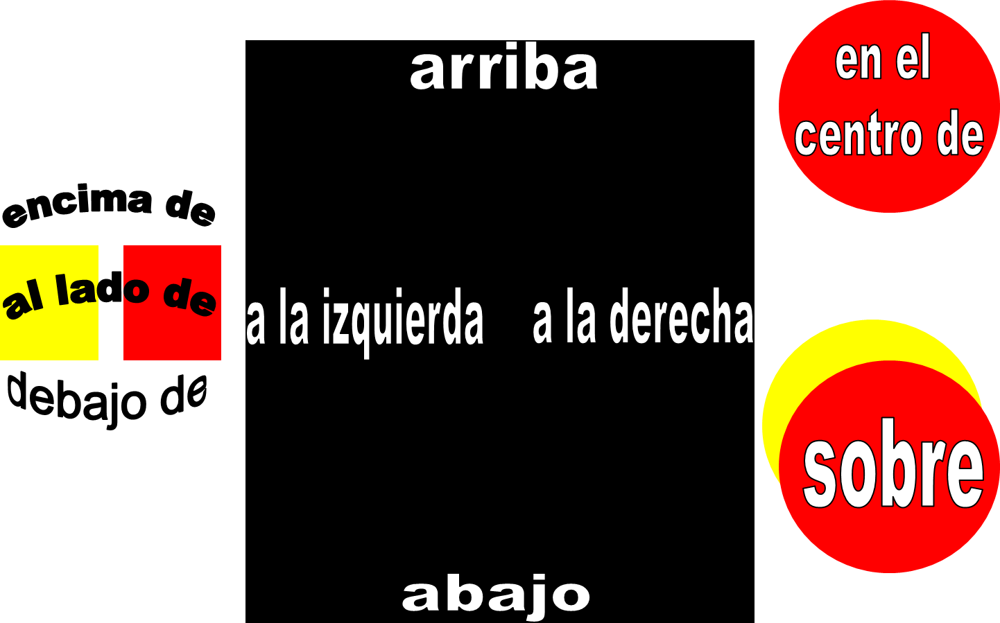 encima de
al lado de
debajo de
arriba
a la izquierda
a la derecha
abajo
en el
centro de
sobre